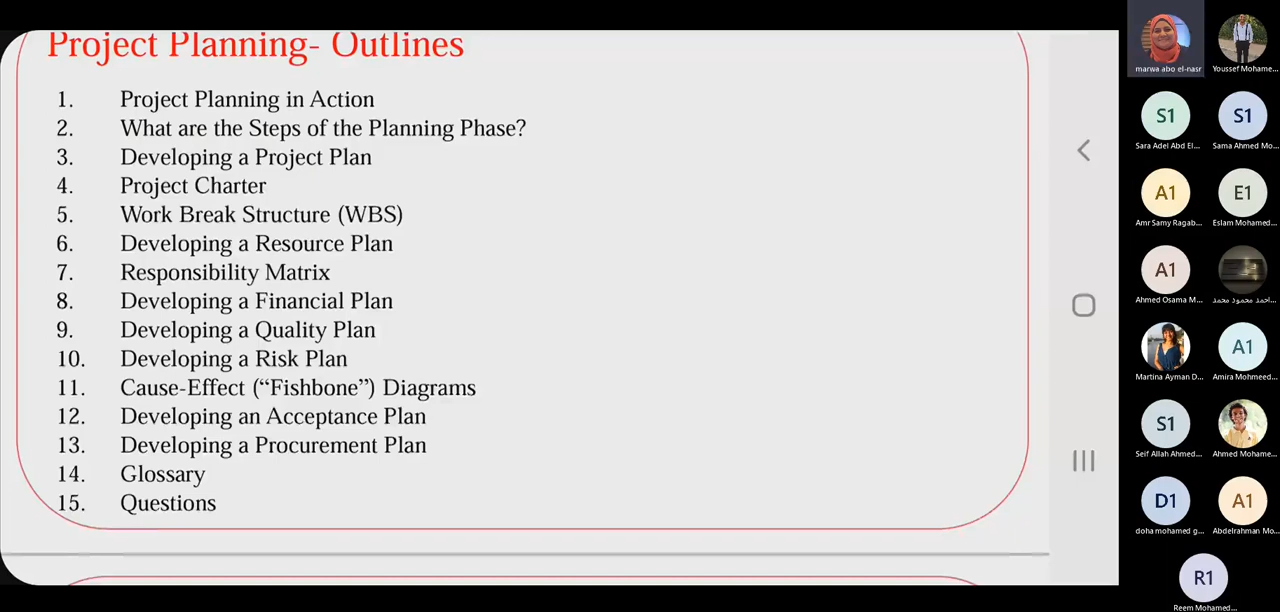 Project Planning- Outlines
1. Project Planning in Action
2. What are the Steps of the Planning Phase?
3. Developing a Project Plan
4. Project Charter
5. Work Break Structure (WBS)
6. Developing a Resource Plan
7. Responsibility Matrix
8. Developing a Financial Plan
9. Developing a Quality Plan
10. Developing a Risk Plan
11. Cause-Effect (“Fishbone”) Diagrams
12. Developing an Acceptance Plan
13. Developing a Procurement Plan
14. Glossary
15. Questions
marwa abo el-nasr
Youssef Mohame...
S1
Sara Adel Abd El...
S1
Sama Ahmed Mo...
A1
Amr Samy Ragab...
E1
Eslam Mohamed...
A1
Ahmed Osama M...
احمد محمود محمد...
Martina Ayman D...
A1
Amira Mohmeed...
S1
Seif Allah Ahmed...
Ahmed Mohame...
D1
doha mohamed g...
A1
Abdelrahman Mo...
R1
Reem Mohamed...